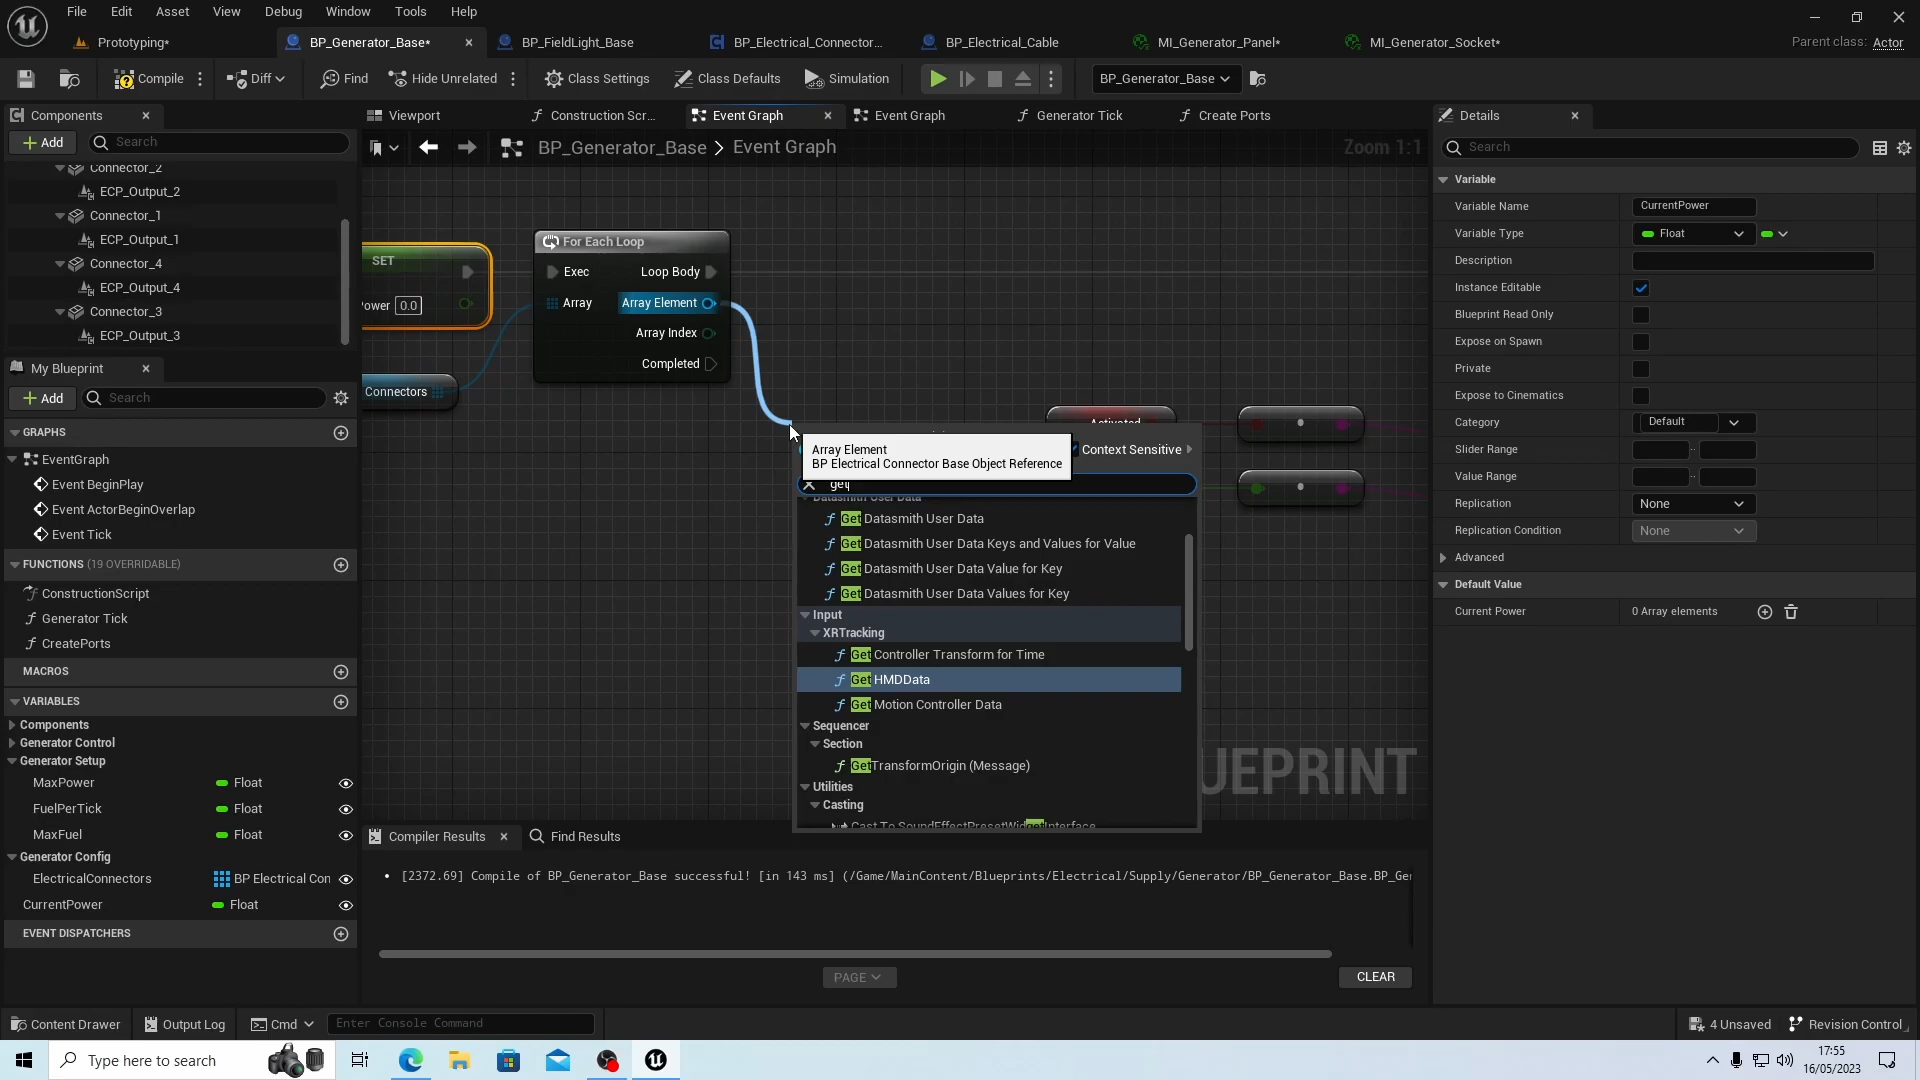 File Edit Asset View Debug Window Tools Help
Prototyping* BP_Generator_Base* BP_FieldLight_Base BP_Electrical_Connector... BP_Electrical_Cable MI_Generator_Panel* MI_Generator_Socket* Parent class: Actor
Compile Diff Find Hide Unrelated Class Settings Class Defaults Simulation BP_Generator_Base
Components
Add Search
Connector_2
ECP_Output_2
Connector_1
ECP_Output_1
Connector_4
ECP_Output_4
Connector_3
ECP_Output_3
My Blueprint
Add Search
GRAPHS
EventGraph
Event BeginPlay
Event ActorBeginOverlap
Event Tick
FUNCTIONS (19 OVERRIDABLE)
ConstructionScript
Generator Tick
CreatePorts
MACROS
VARIABLES
Components
Generator Control
Generator Setup
MaxPower Float
FuelPerTick Float
MaxFuel Float
Generator Config
ElectricalConnectors BP Electrical Con
CurrentPower Float
EVENT DISPATCHERS
Viewport Construction Scr... Event Graph Event Graph Generator Tick Create Ports
BP_Generator_Base > Event Graph Zoom 1:1
SET
Power 0.0
Connectors
For Each Loop
Exec Loop Body
Array Array Element
Array Index
Completed
Activated
Array Element
BP Electrical Connector Base Object Reference
Context Sensitive
get
Datasmith User Data
Get Datasmith User Data
Get Datasmith User Data Keys and Values for Value
Get Datasmith User Data Value for Key
Get Datasmith User Data Values for Key
Input
XRTracking
Get Controller Transform for Time
Get HMDData
Get Motion Controller Data
Sequencer
Section
GetTransformOrigin (Message)
Utilities
Casting
Cast To SoundEffectPresetWidgetInterface
UEPRINT
Compiler Results Find Results
[2372.69] Compile of BP_Generator_Base successful! [in 143 ms] (/Game/MainContent/Blueprints/Electrical/Supply/Generator/BP_Generator_Base.BP_Ger
PAGE CLEAR
Details
Search
Variable
Variable Name CurrentPower
Variable Type Float
Description
Instance Editable
Blueprint Read Only
Expose on Spawn
Private
Expose to Cinematics
Category Default
Slider Range ..
Value Range ..
Replication None
Replication Condition None
Advanced
Default Value
Current Power 0 Array elements
Content Drawer Output Log Cmd Enter Console Command 4 Unsaved Revision Control
Type here to search
17:55
16/05/2023